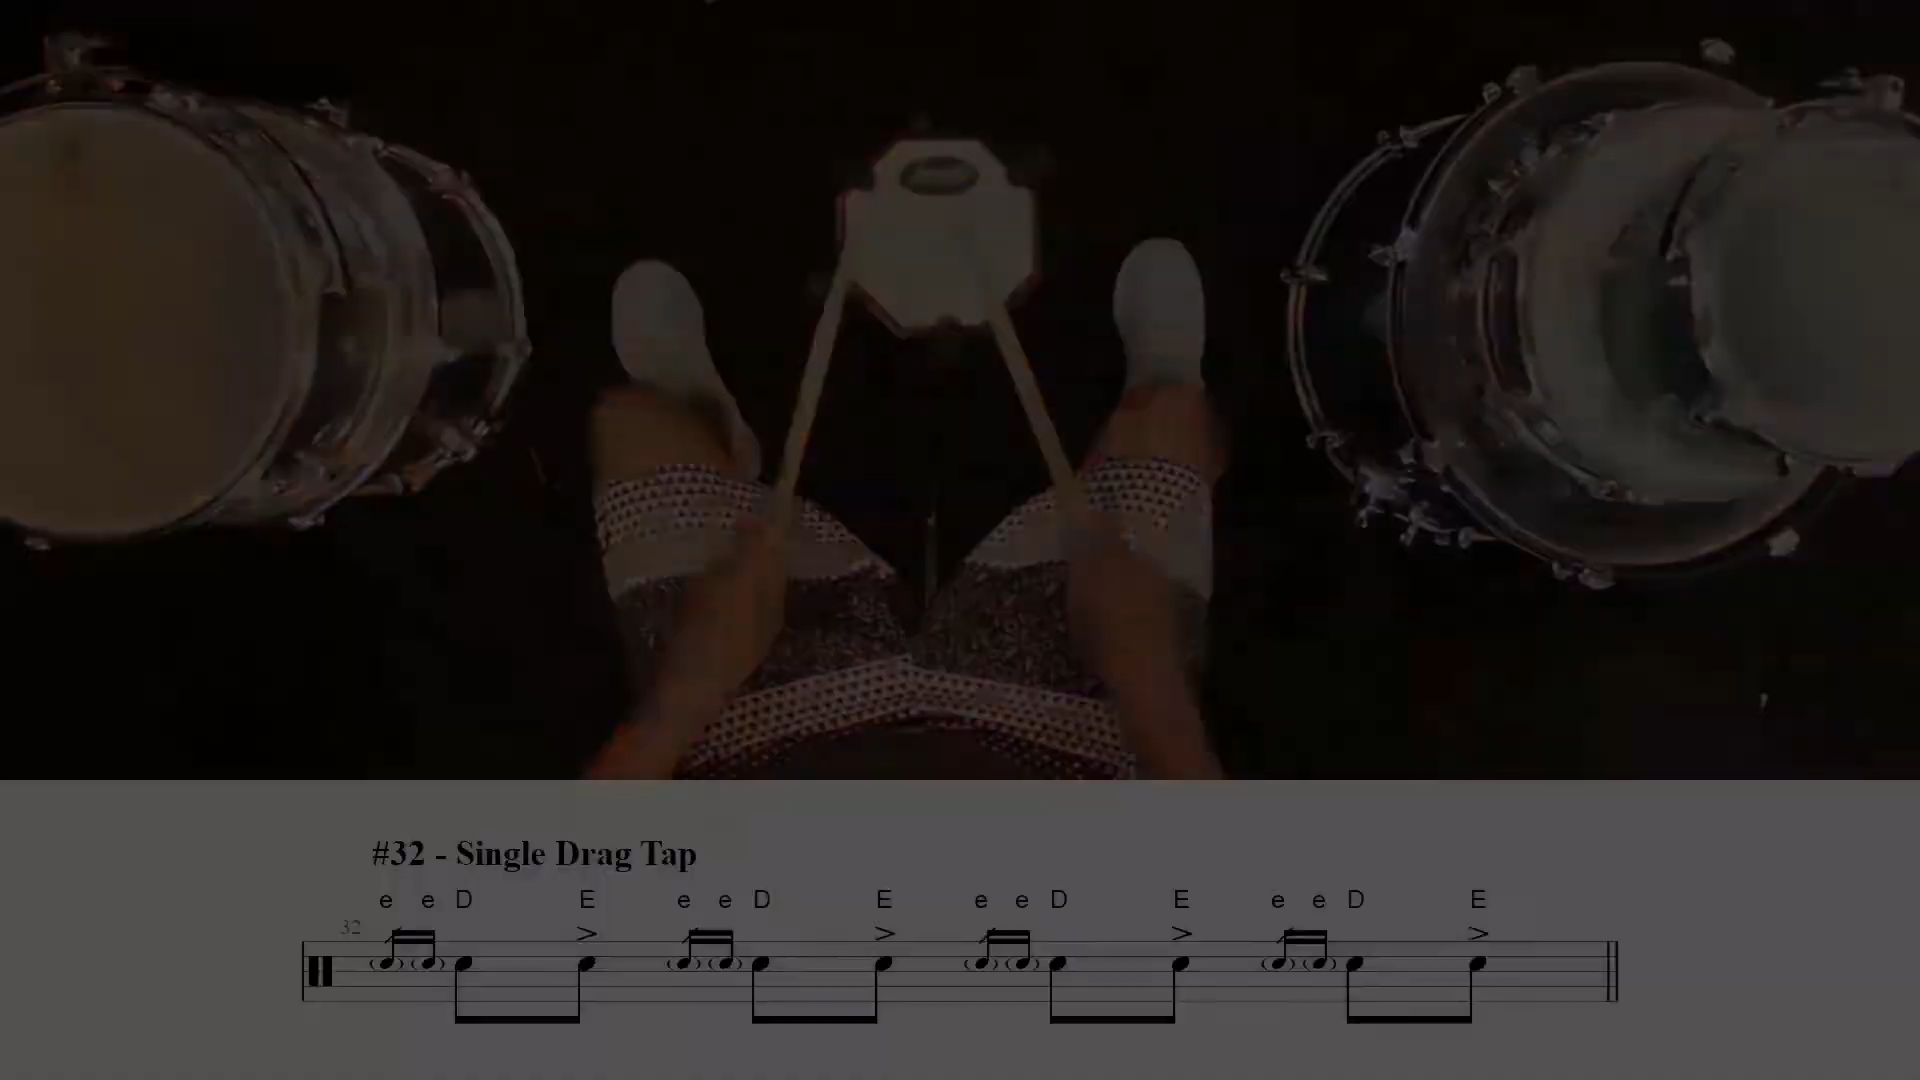 #32 - Single Drag Tap
e e D E e e D E e e D E e e D E
32